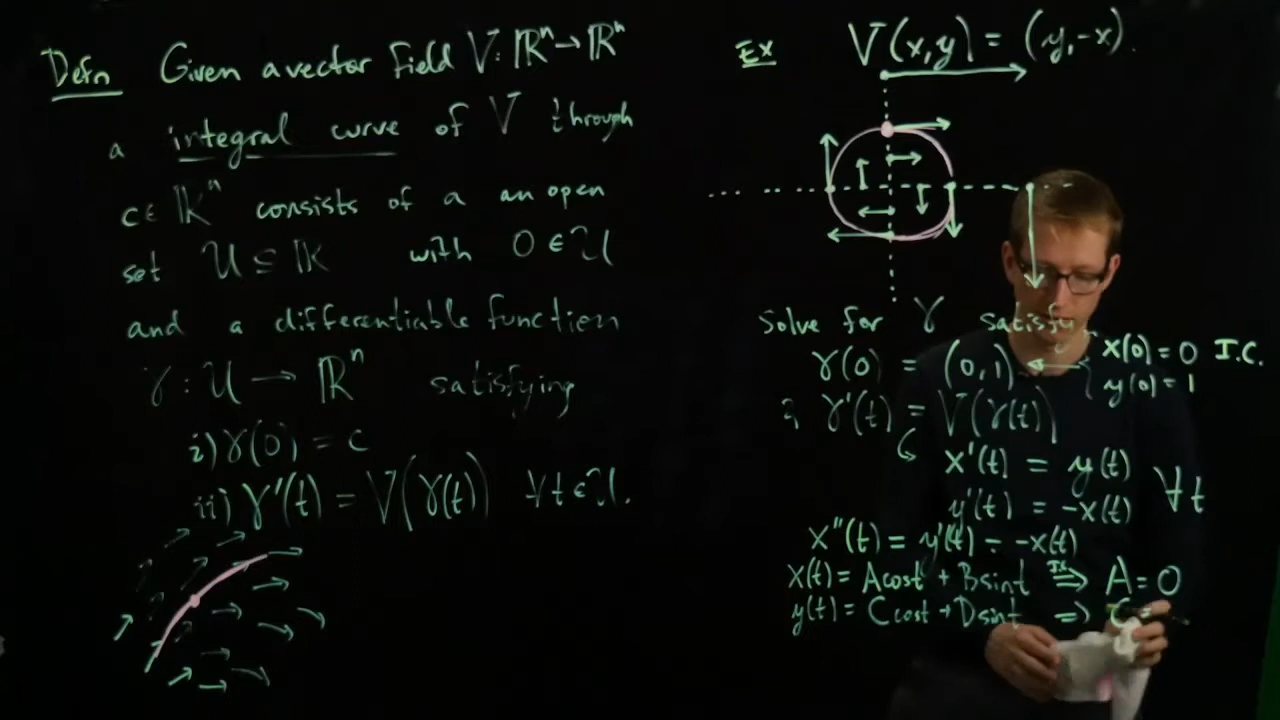 Defn Given a vector field V: ℝⁿ → ℝⁿ
a integral curve of V through
c ∈ ℝⁿ consists of a an open
set U ⊆ ℝ with 0 ∈ U
and a differentiable function
γ: U → ℝⁿ satisfying
i) γ(0) = c
ii) γ'(t) = V(γ(t)) ∀ t ∈ U.
Ex V(x,y) = (y,-x).
Solve for γ satisfy
γ(0) = (0,1) ← x(0) = 0 I.C.
y(0) = 1
γ'(t) = V(γ(t))
x'(t) = y(t)
y'(t) = -x(t) ∀ t
x''(t) = y'(t) = -x(t)
x(t) = A cos t + B sin t I.C. ⇒ A = 0
y(t) = C cos t + D sin t ⇒ C =